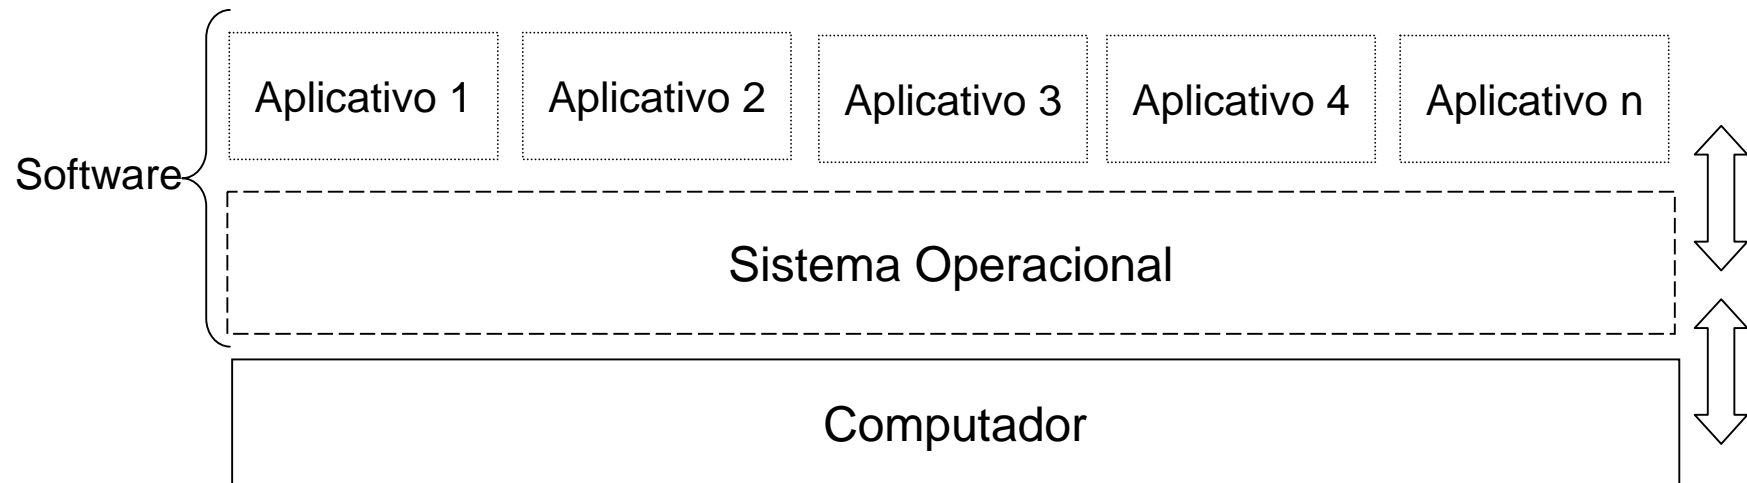 Aplicativo 1
Aplicativo 2
Aplicativo 3
Aplicativo 4
Aplicativo n
Software
Sistema Operacional
Computador